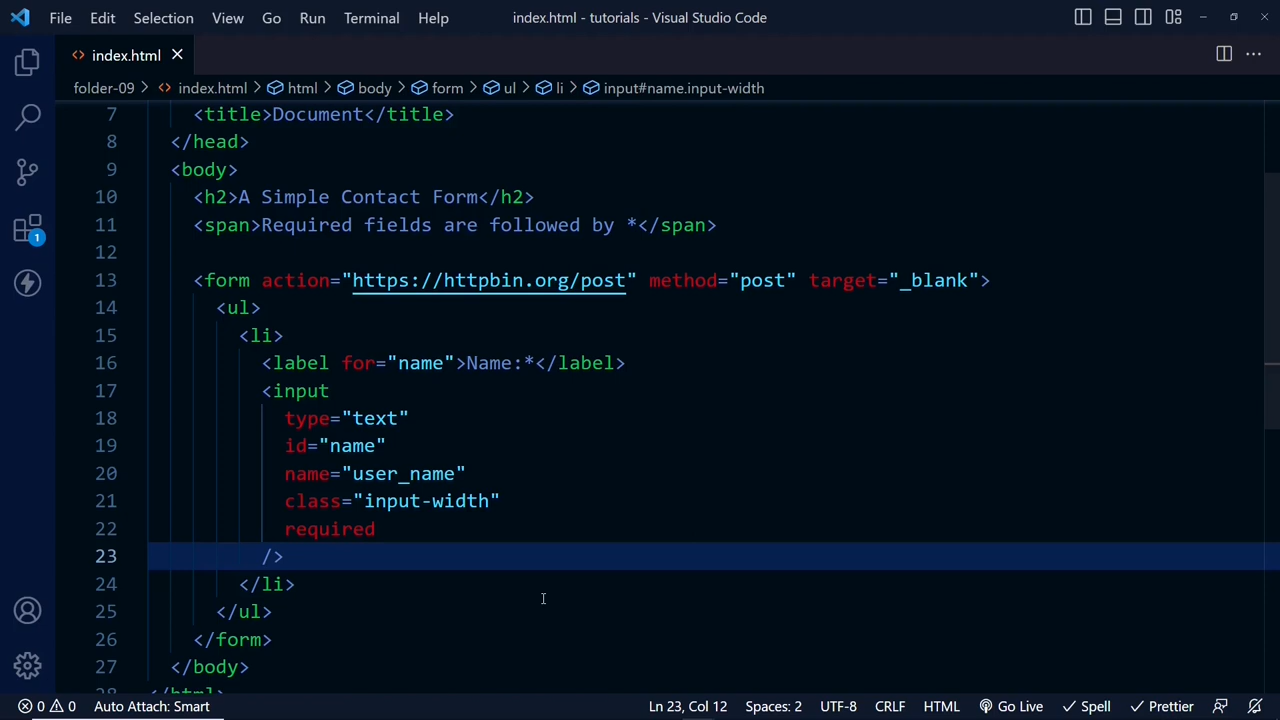 File Edit Selection View Go Run Terminal Help index.html - tutorials - Visual Studio Code
<> index.html ×
folder-09 > <> index.html > html > body > form > ul > li > input#name.input-width
7 <title>Document</title>
8 </head>
9 <body>
10 <h2>A Simple Contact Form</h2>
11 <span>Required fields are followed by *</span>
12
13 <form action="https://httpbin.org/post" method="post" target="_blank">
14 <ul>
15 <li>
16 <label for="name">Name:*</label>
17 <input
18 type="text"
19 id="name"
20 name="user_name"
21 class="input-width"
22 required
23 />
24 </li>
25 </ul>
26 </form>
27 </body>
28 </html>
1
0 0 Auto Attach: Smart Ln 23, Col 12 Spaces: 2 UTF-8 CRLF HTML Go Live Spell Prettier